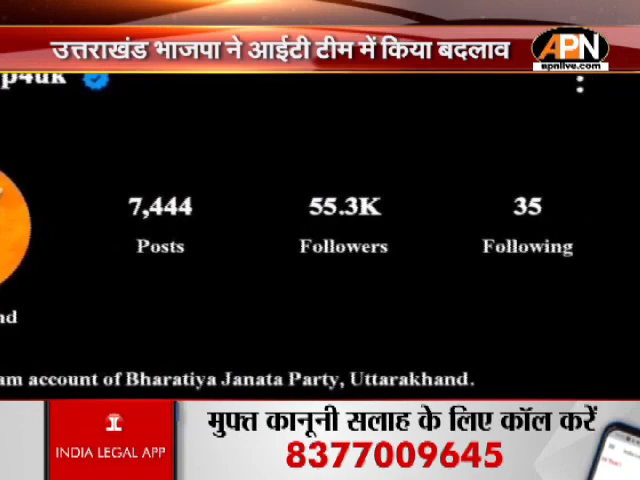 उत्तराखंड भाजपा ने आईटी टीम में किया बदलाव
APN
apnlive.com
p4uk
7,444
55.3K
35
Posts
Followers
Following
nd
am account of Bharatiya Janata Party, Uttarakhand.
INDIA LEGAL APP
मुफ्त कानूनी सलाह के लिए कॉल करें
8377009645